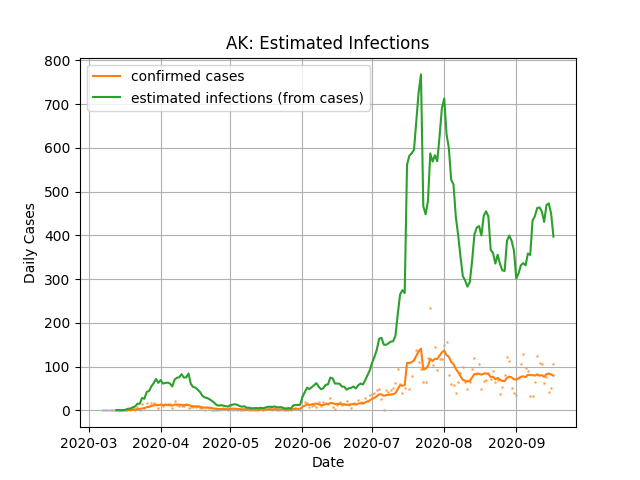 AK: Estimated Infections
confirmed cases
estimated infections (from cases)
Daily Cases
800
700
600
500
400
300
200
100
0
2020-03 2020-04 2020-05 2020-06 2020-07 2020-08 2020-09
Date